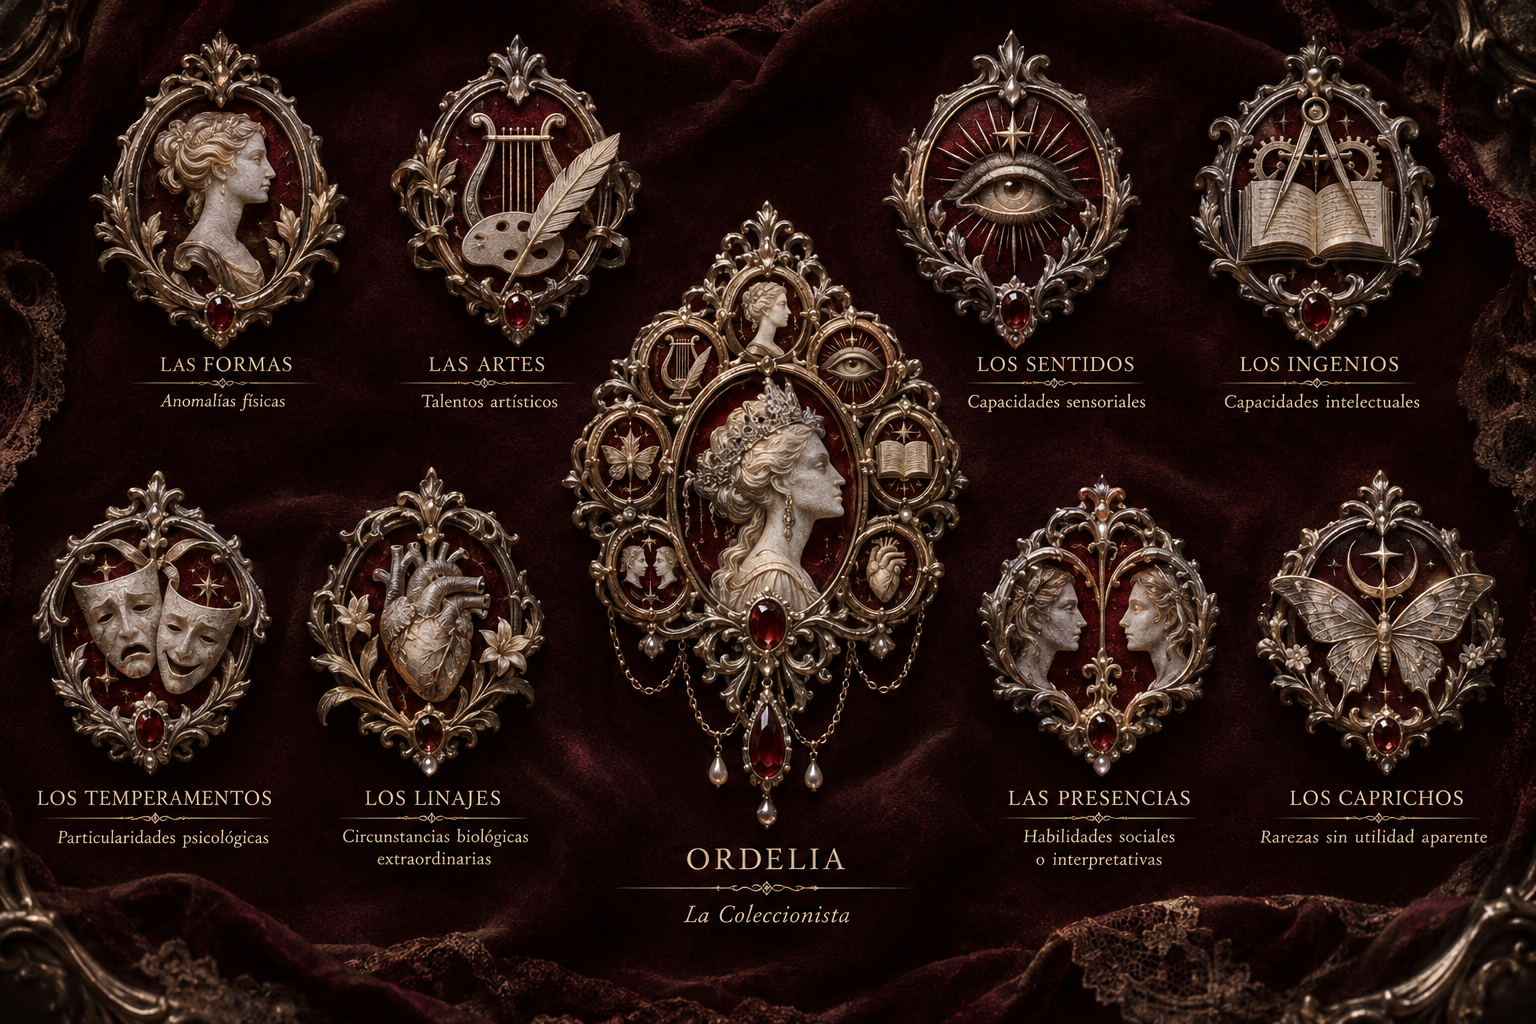 LAS FORMAS
Anomalías físicas
LAS ARTES
Talentos artísticos
LOS SENTIDOS
Capacidades sensoriales
LOS INGENIOS
Capacidades intelectuales
LOS TEMPERAMENTOS
Particularidades psicológicas
LOS LINAJES
Circunstancias biológicas
extraordinarias
ORDELIA
La Coleccionista
LAS PRESENCIAS
Habilidades sociales
o interpretativas
LOS CAPRICHOS
Rarezas sin utilidad aparente